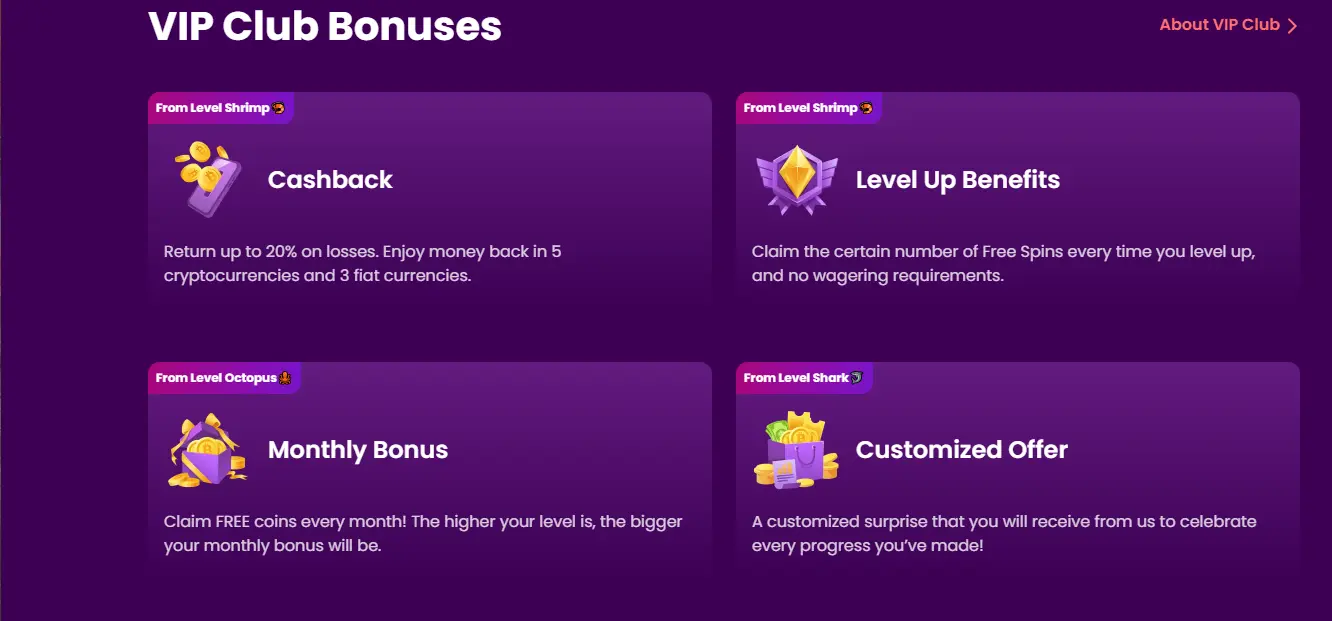 VIP Club Bonuses
About VIP Club
From Level Shrimp
Cashback
Return up to 20% on losses. Enjoy money back in 5
cryptocurrencies and 3 fiat currencies.
From Level Shrimp
Level Up Benefits
Claim the certain number of Free Spins every time you level up,
and no wagering requirements.
From Level Octopus
Monthly Bonus
Claim FREE coins every month! The higher your level is, the bigger
your monthly bonus will be.
From Level Shark
Customized Offer
A customized surprise that you will receive from us to celebrate
every progress you’ve made!